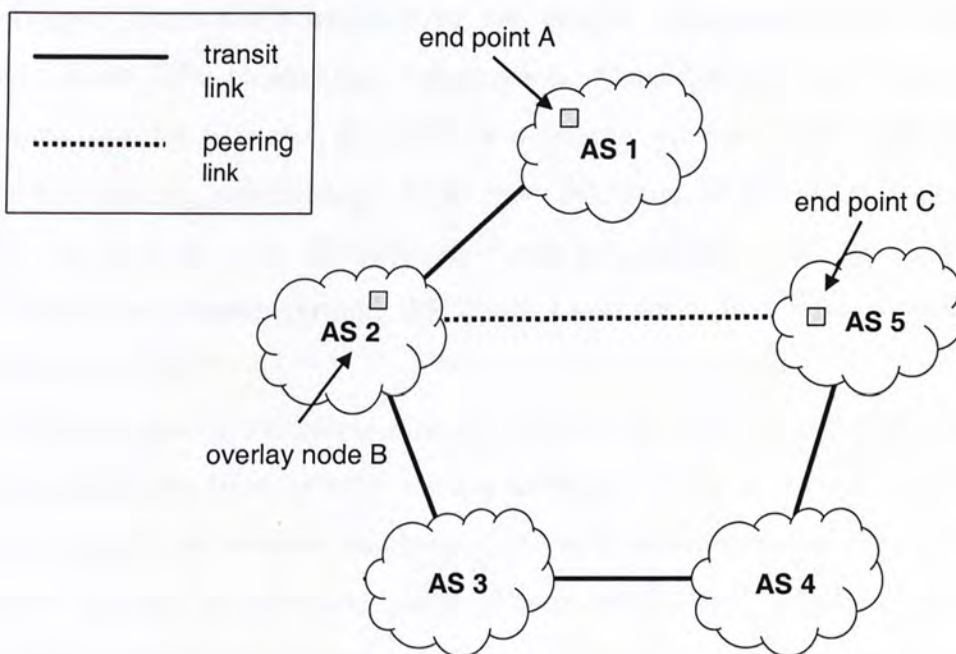 transit
link
peering
link
end point A
AS 1
end point C
AS 2
AS 5
overlay node B
AS 3
AS 4